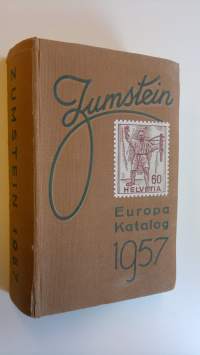 ZUMSTEIN 1957
Zumstein
60
HELVETIA
Europa
Katalog
1957